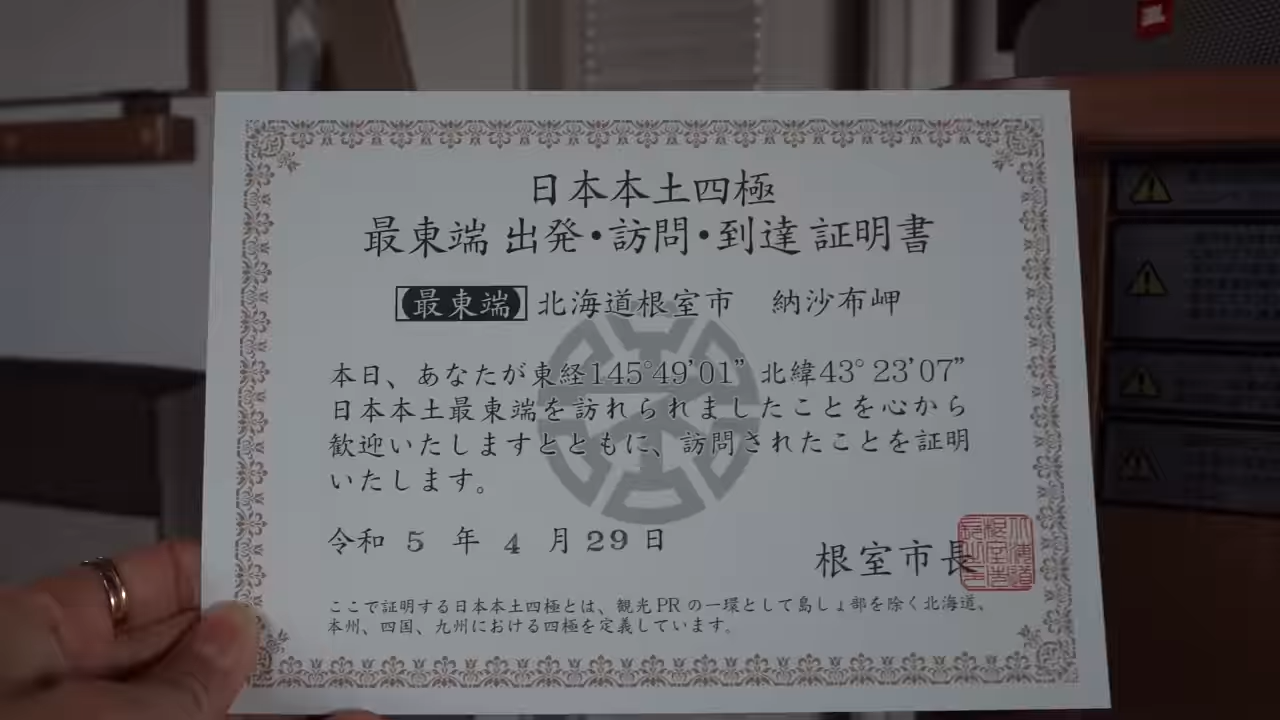 日本本土四極
最東端 出発・訪問・到達 証明書
最東端 北海道根室市 納沙布岬
本日、あなたが東経145°49’01” 北緯43°23’07”
日本本土最東端を訪れられましたことを心から
歓迎いたしますとともに、訪問されたことを証明
いたします。
令和 5 年 4 月 29 日
根室市長
ここで証明する日本本土四極とは、観光PRの一環として島しょ部を除く北海道、
本州、四国、九州における四極を定義しています。
JBL